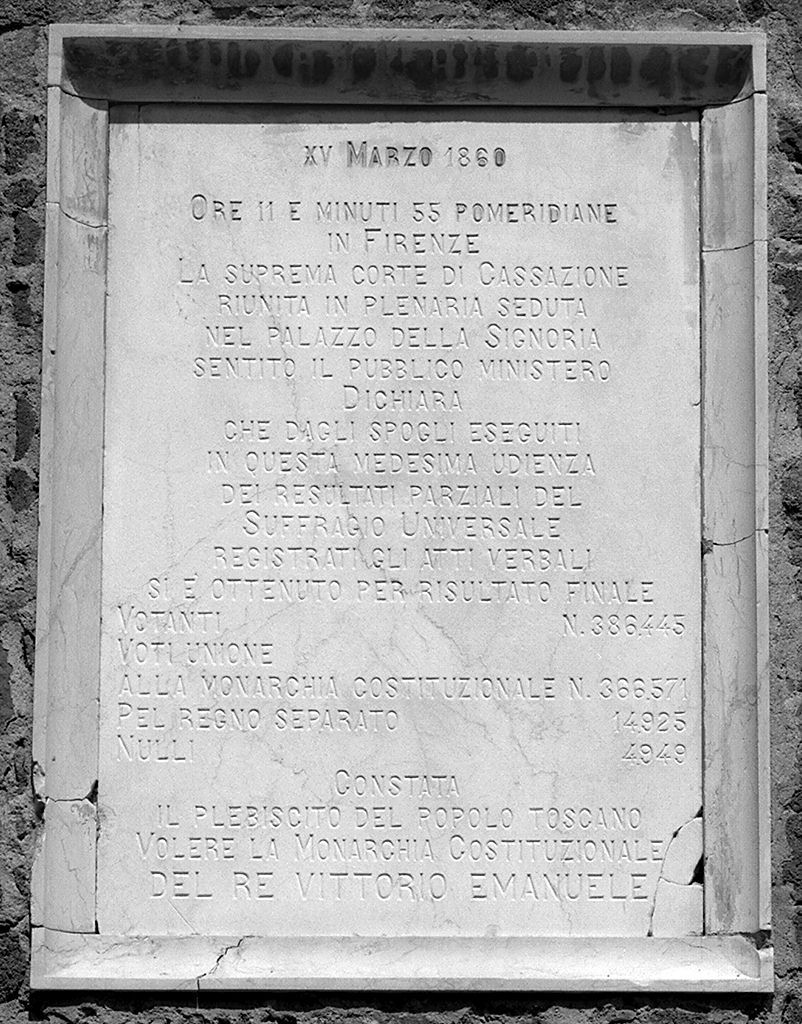 XV MARZO 1860
ORE 11 E MINUTI 55 POMERIDIANE
IN FIRENZE
LA SUPREMA CORTE DI CASSAZIONE
RIUNITA IN PLENARIA SEDUTA
NEL PALAZZO DELLA SIGNORIA
SENTITO IL PUBBLICO MINISTERO
DICHIARA
CHE DAGLI SPOGLI ESEGUITI
IN QUESTA MEDESIMA UDIENZA
DEI RESULTATI PARZIALI DEL
SUFFRAGIO UNIVERSALE
REGISTRATI GLI ATTI VERBALI
SI È OTTENUTO PER RISULTATO FINALE
VOTANTI N. 386,445
VOTI UNIONE
ALLA MONARCHIA COSTITUZIONALE N. 366,571
PEL REGNO SEPARATO 14925
NULLI 4949
CONSTATA
IL PLEBISCITO DEL POPOLO TOSCANO
VOLERE LA MONARCHIA COSTITUZIONALE
DEL RE VITTORIO EMANUELE